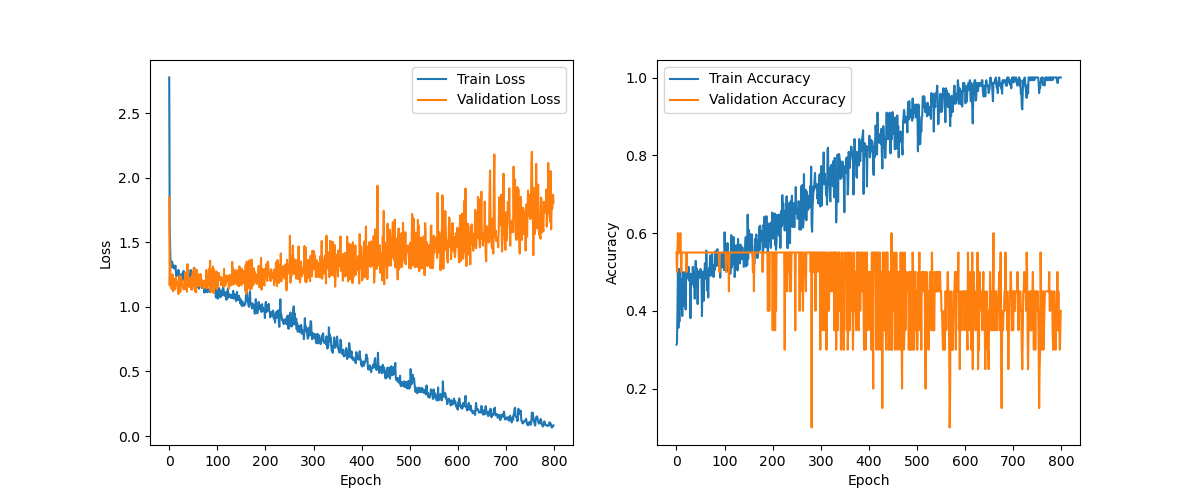 Train Loss
Validation Loss
2.5
2.0
1.5
1.0
0.5
0.0
Loss
0 100 200 300 400 500 600 700 800
Epoch
Train Accuracy
Validation Accuracy
1.0
0.8
0.6
0.4
0.2
Accuracy
0 100 200 300 400 500 600 700 800
Epoch